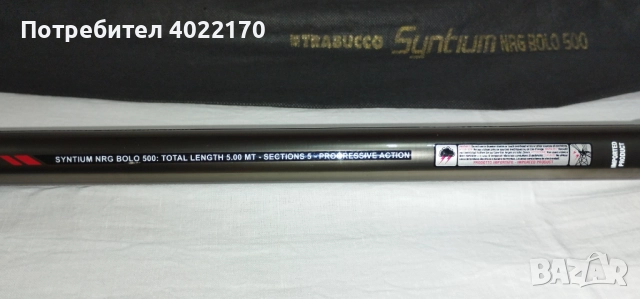 Потребител 4022170
TRABUCCO Syntium NRG BOLO 500
SYNTIUM NRG BOLO 500: TOTAL LENGTH 5.00 MT - SECTIONS 5 - PROGRESSIVE ACTION
IMPORTED
PRODUCT
BAZAR